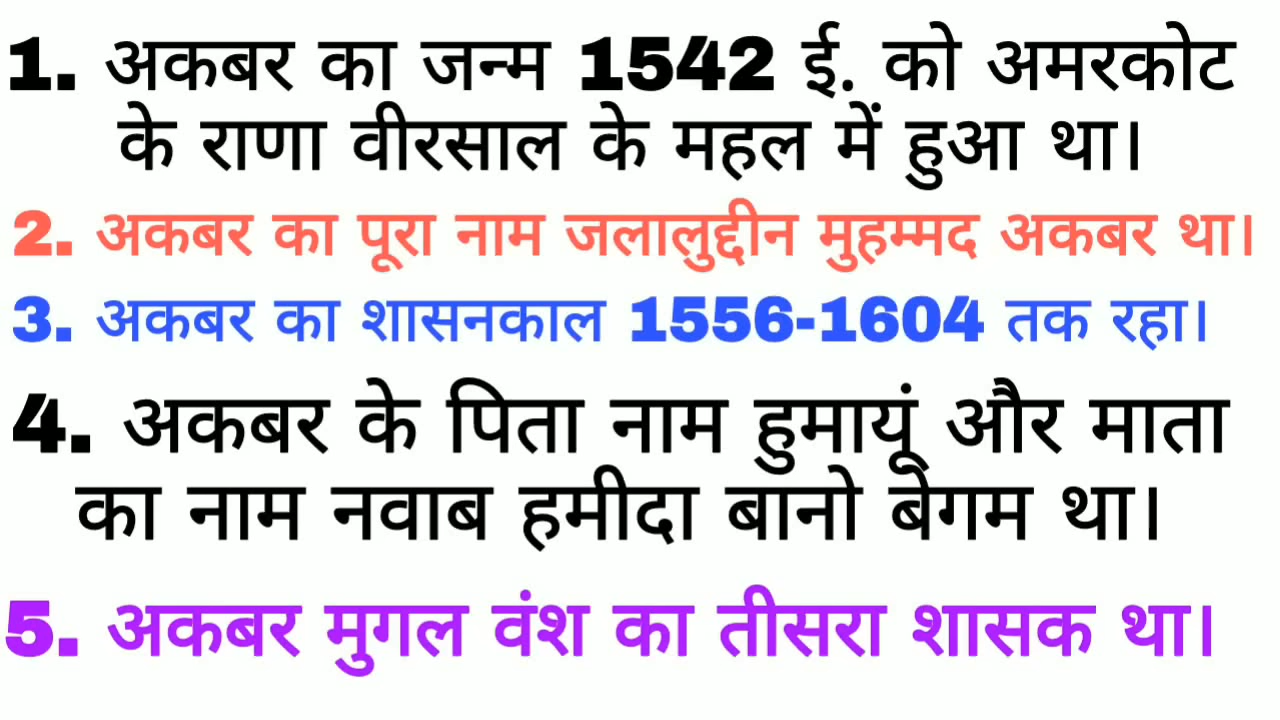 1. अकबर का जन्म 1542 ई. को अमरकोट
के राणा वीरसाल के महल में हुआ था।
2. अकबर का पूरा नाम जलालुद्दीन मुहम्मद अकबर था।
3. अकबर का शासनकाल 1556-1604 तक रहा।
4. अकबर के पिता नाम हुमायूं और माता
का नाम नवाब हमीदा बानो बेगम था।
5. अकबर मुगल वंश का तीसरा शासक था।